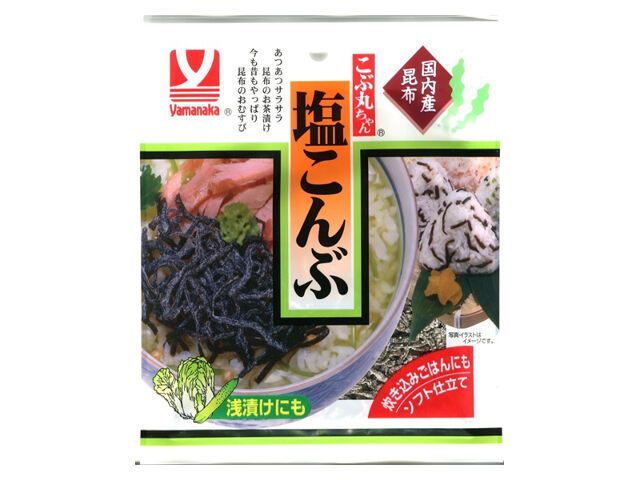 Yamanaka®
あつあつサラサラ
昆布のお茶漬け
今も昔もやっぱり
昆布のおむすび
こぶ丸ちゃん®
塩こんぶ
国内産
昆布
写真・イラストは
イメージです。
炊き込みごはんにも
ソフト仕立て
浅漬けにも